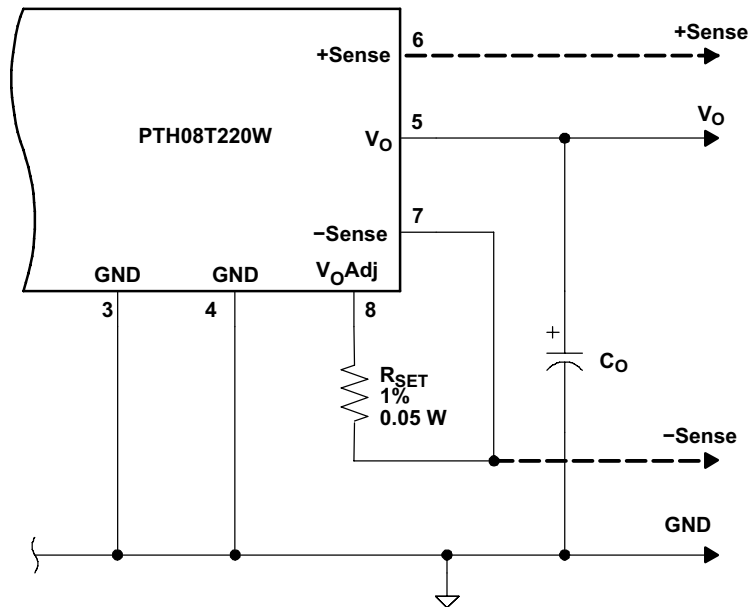 +Sense
6
+Sense
PTH08T220W
VO
5
VO
−Sense
7
GND
GND
VOAdj
3
4
8
RSET
1%
0.05 W
+
CO
−Sense
GND